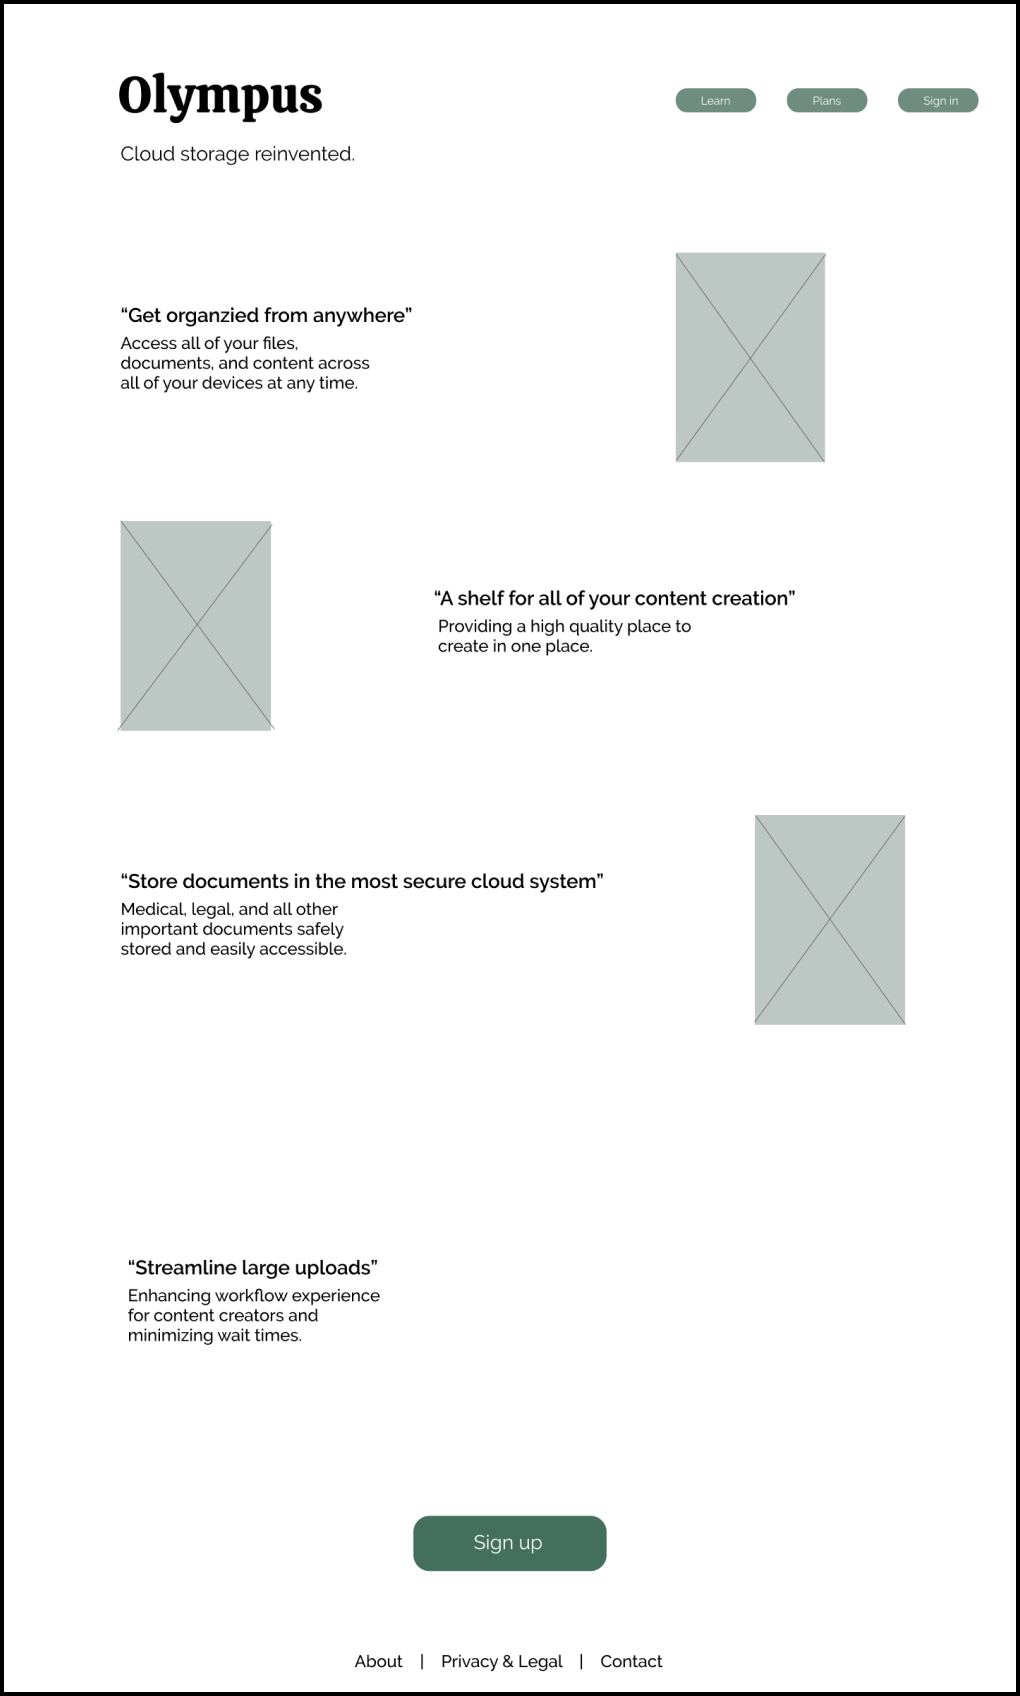 Olympus
Learn
Plans
Sign in
Cloud storage reinvented.
“Get organzied from anywhere”
Access all of your files,
documents, and content across
all of your devices at any time.
“A shelf for all of your content creation”
Providing a high quality place to
create in one place.
“Store documents in the most secure cloud system”
Medical, legal, and all other
important documents safely
stored and easily accessible.
“Streamline large uploads”
Enhancing workflow experience
for content creators and
minimizing wait times.
Sign up
About | Privacy & Legal | Contact